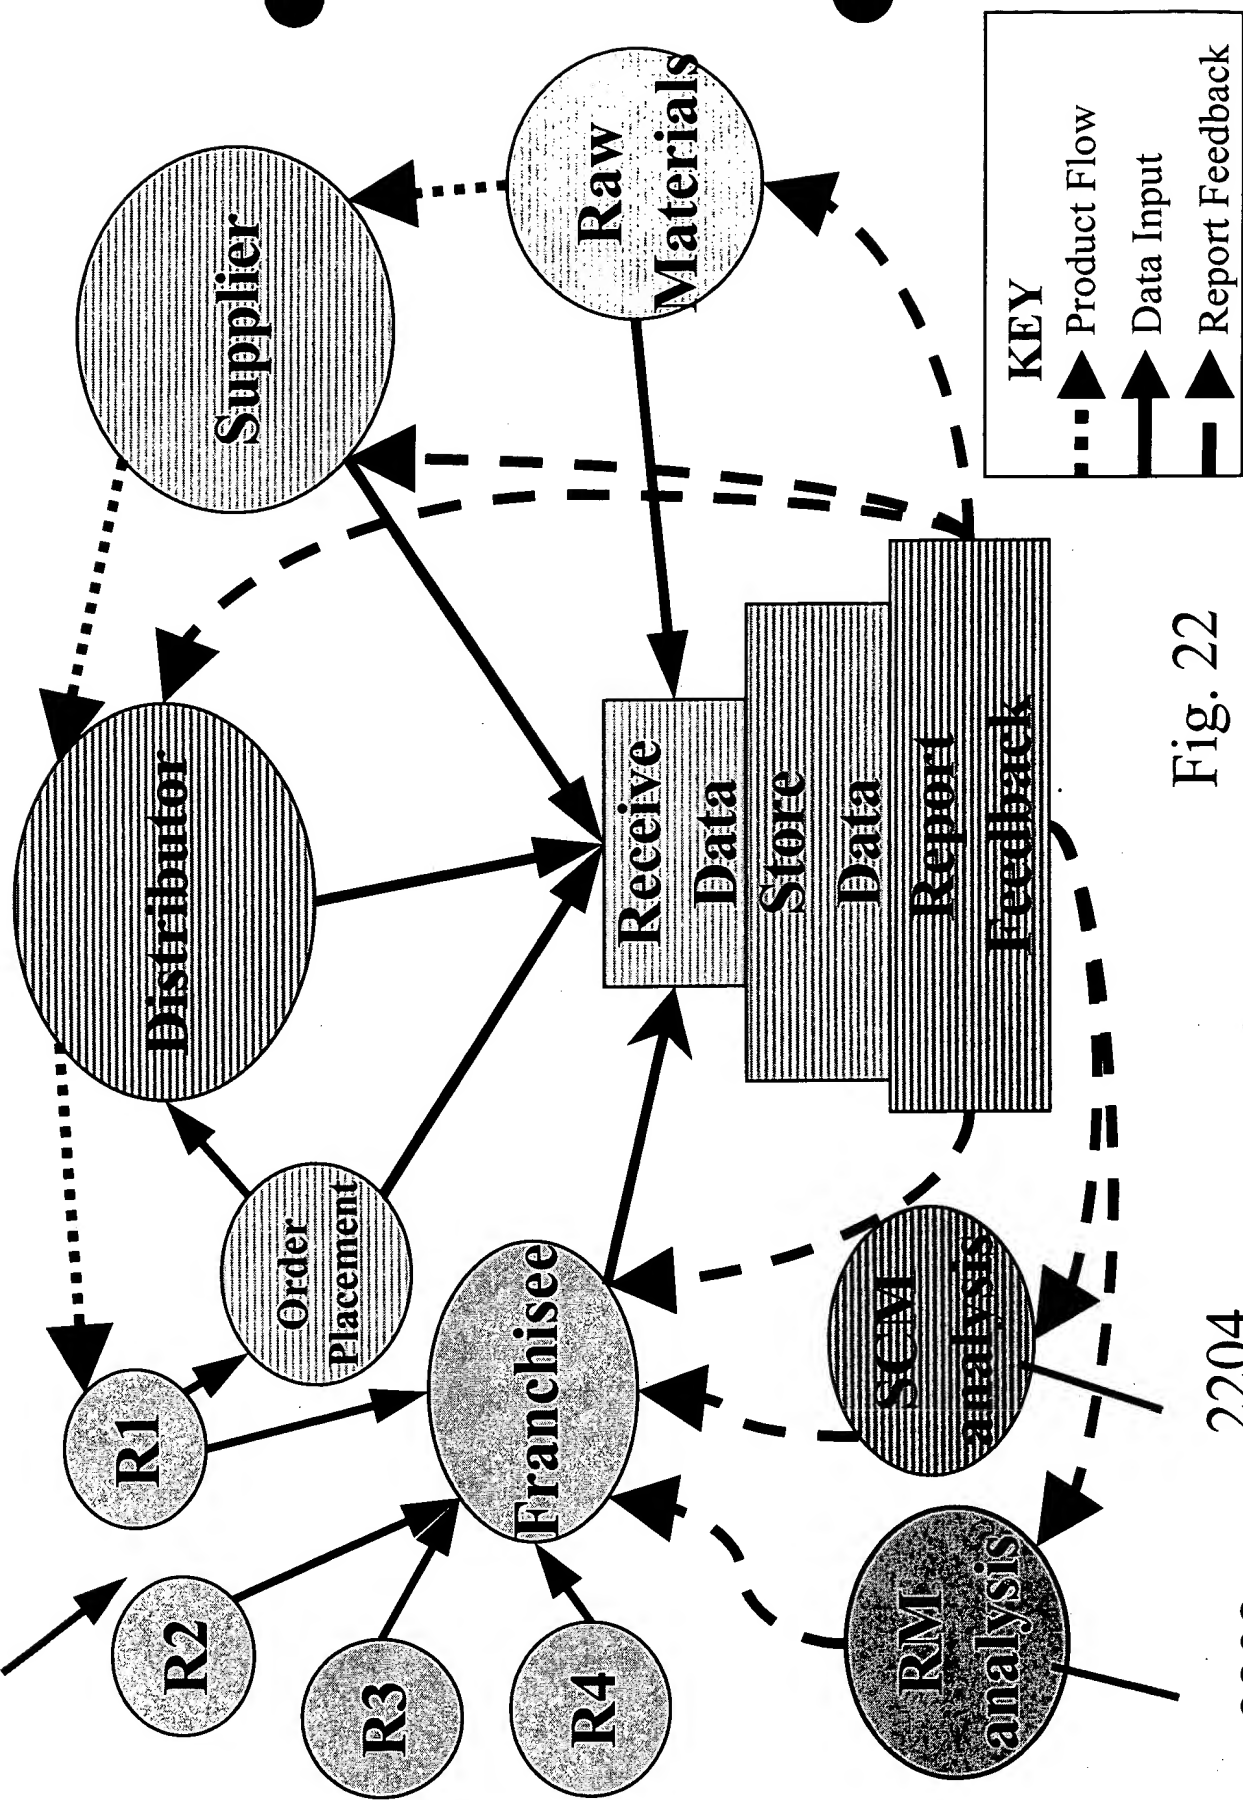 R1
R2
R3
R4
Order
Placement
Distributor
Supplier
Franchisee
Raw
Materials
Receive
Data
Store
Data
Report
Feedback
SCM
analysis
RM
analysis
KEY
Product Flow
Data Input
Report Feedback
2204
Fig. 22